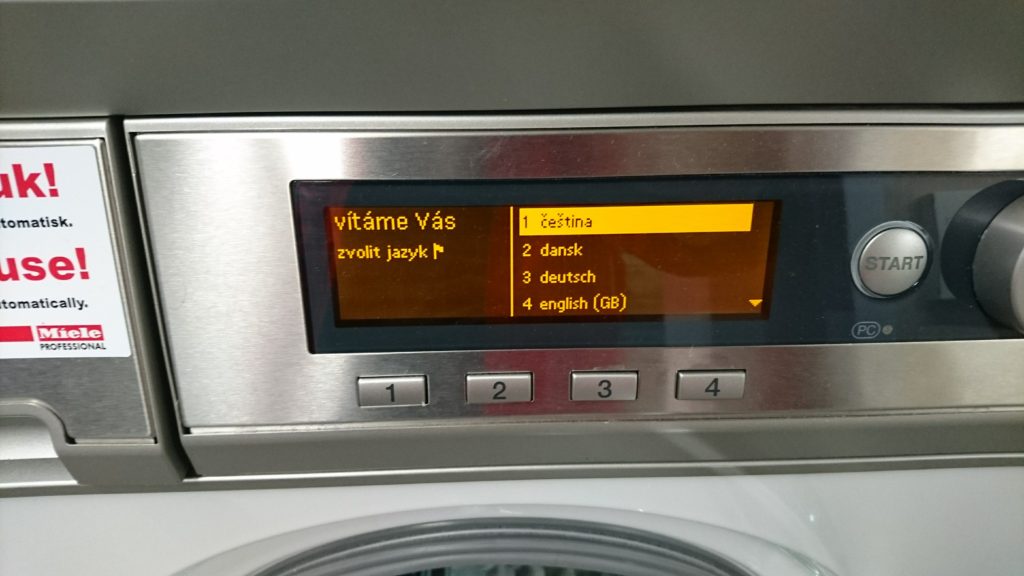 uk!
tomatisk.
use!
utomatically.
Miele
PROFESSIONAL
vítáme Vás
zvolit jazyk
1 čeština
2 dansk
3 deutsch
4 english (GB)
START
PC
1
2
3
4